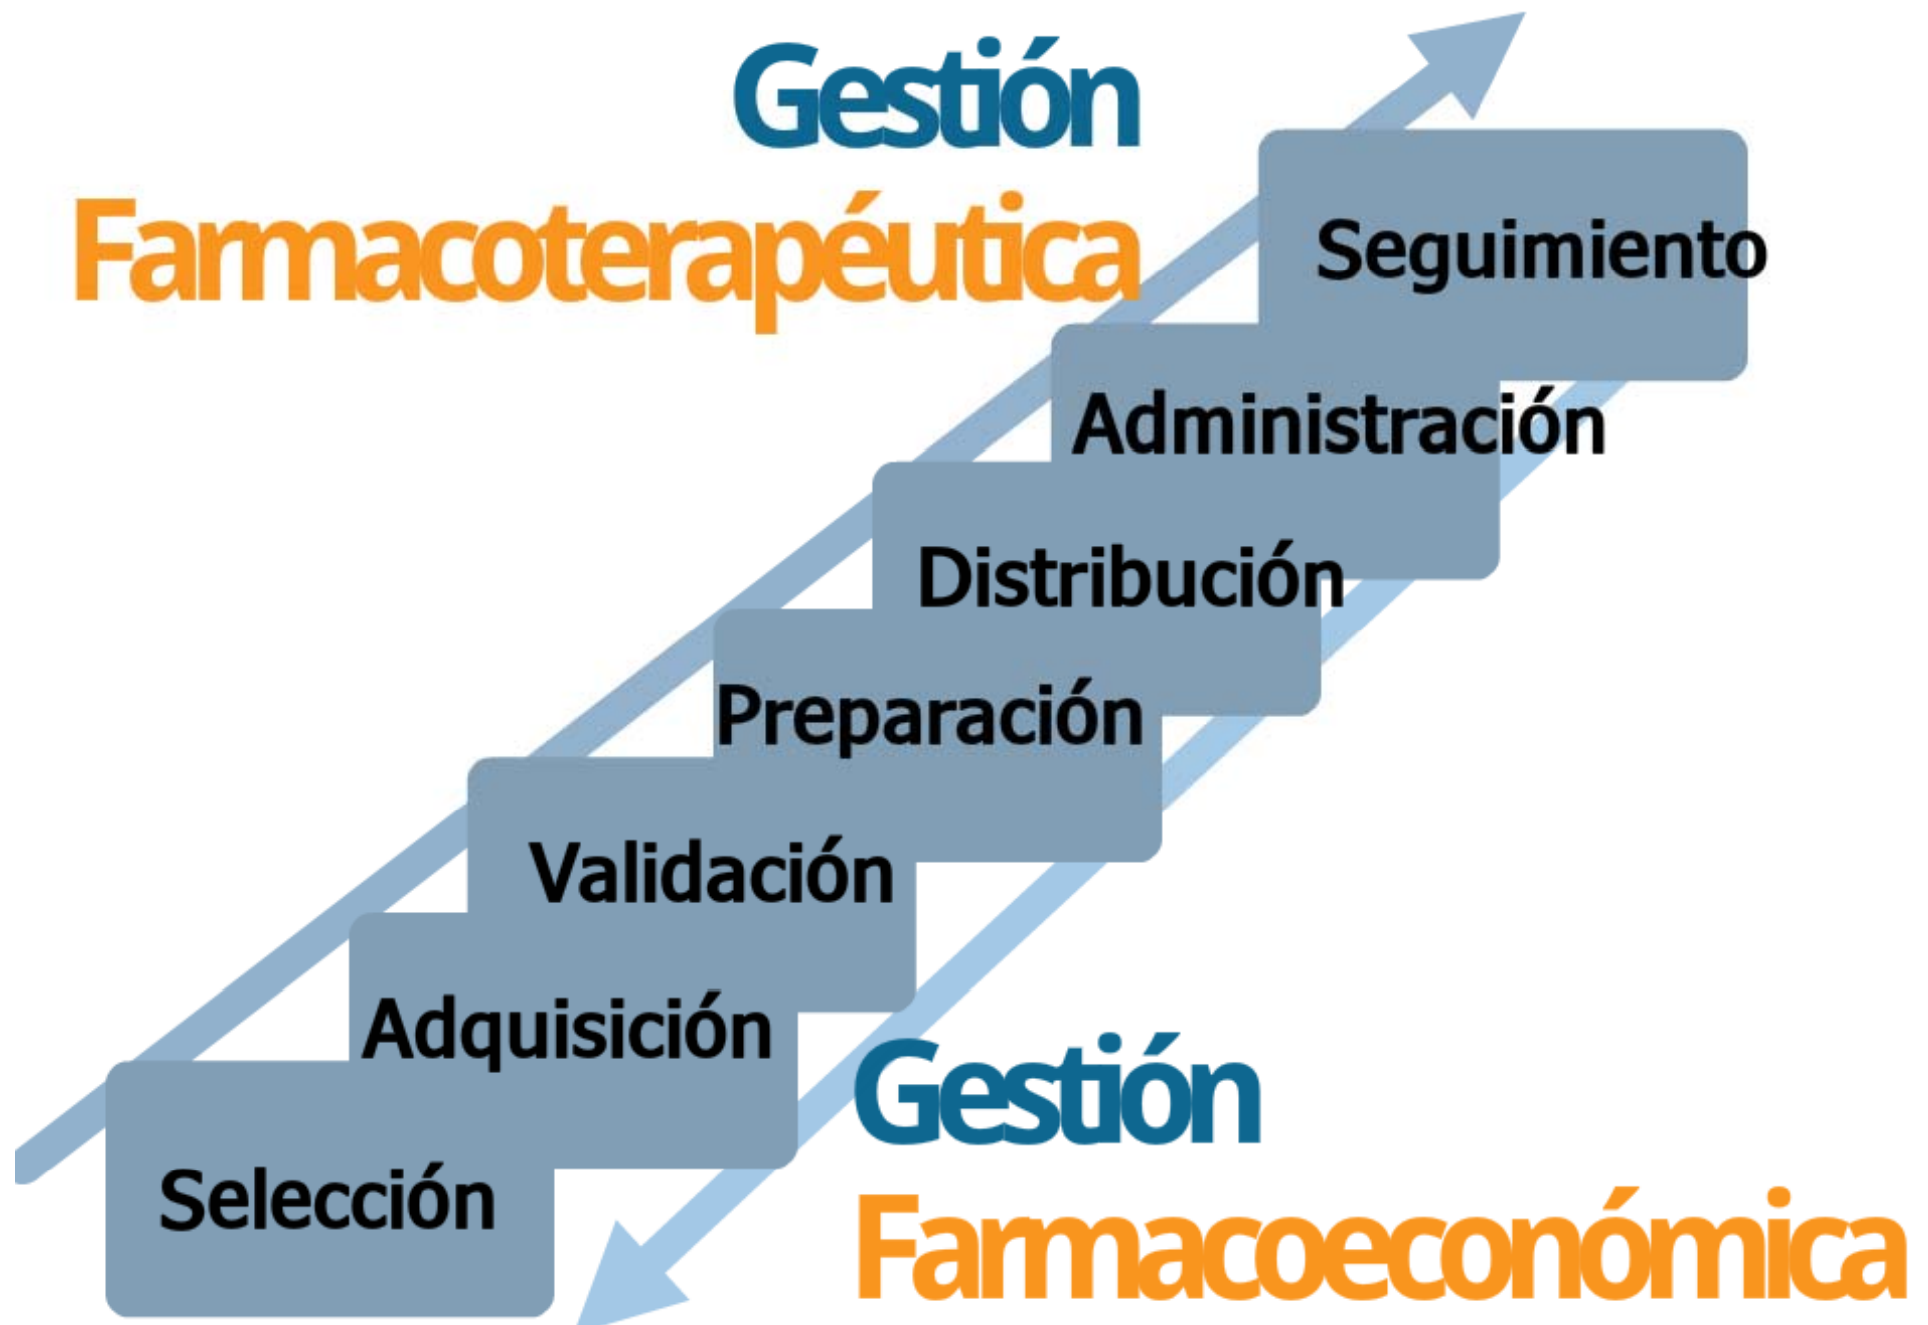 Gestión
Farmacoterapéutica
Seguimiento
Administración
Distribución
Preparación
Validación
Adquisición
Selección
Gestión
Farmacoeconómica